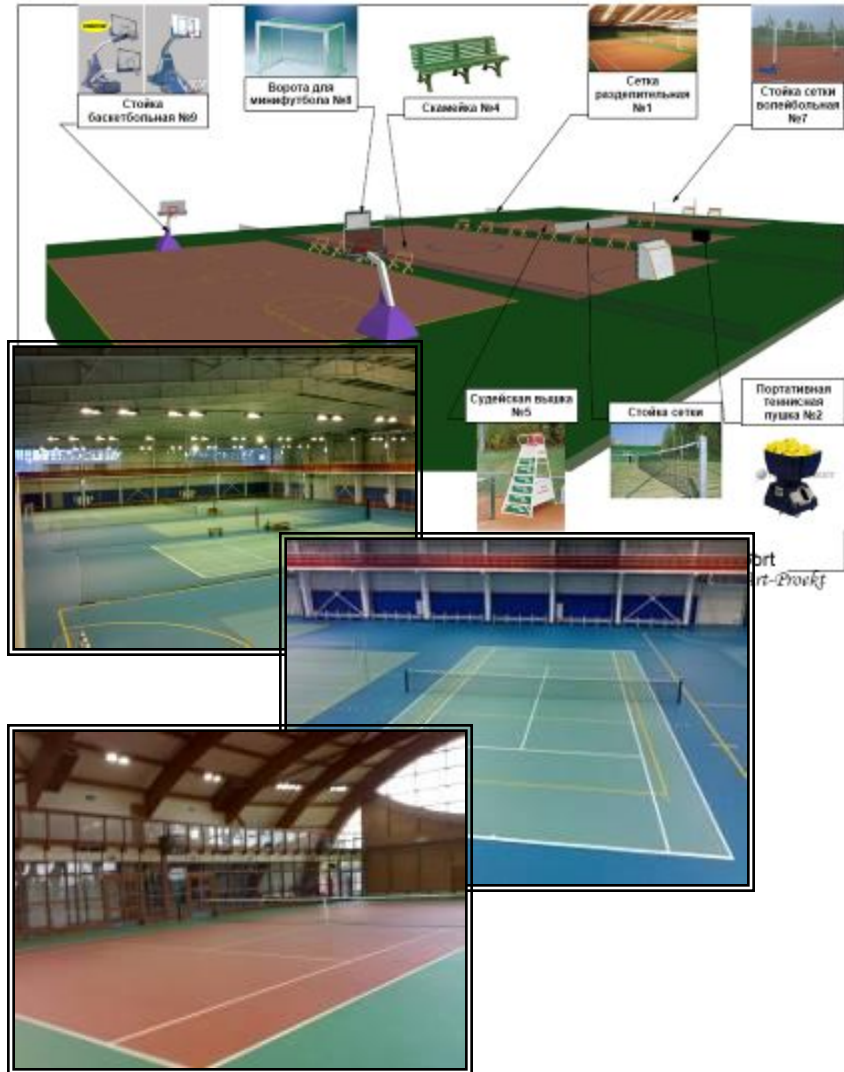 Стойка
баскетбольная №9
Ворота для
минифутбола №8
Скамейка №4
Сетка
разделительная
№1
Стойка сетки
волейбольная
№7
Судейская вышка
№5
Стойка сетки
Портативная
теннисная
пушка №2
ort
rt-Proekt